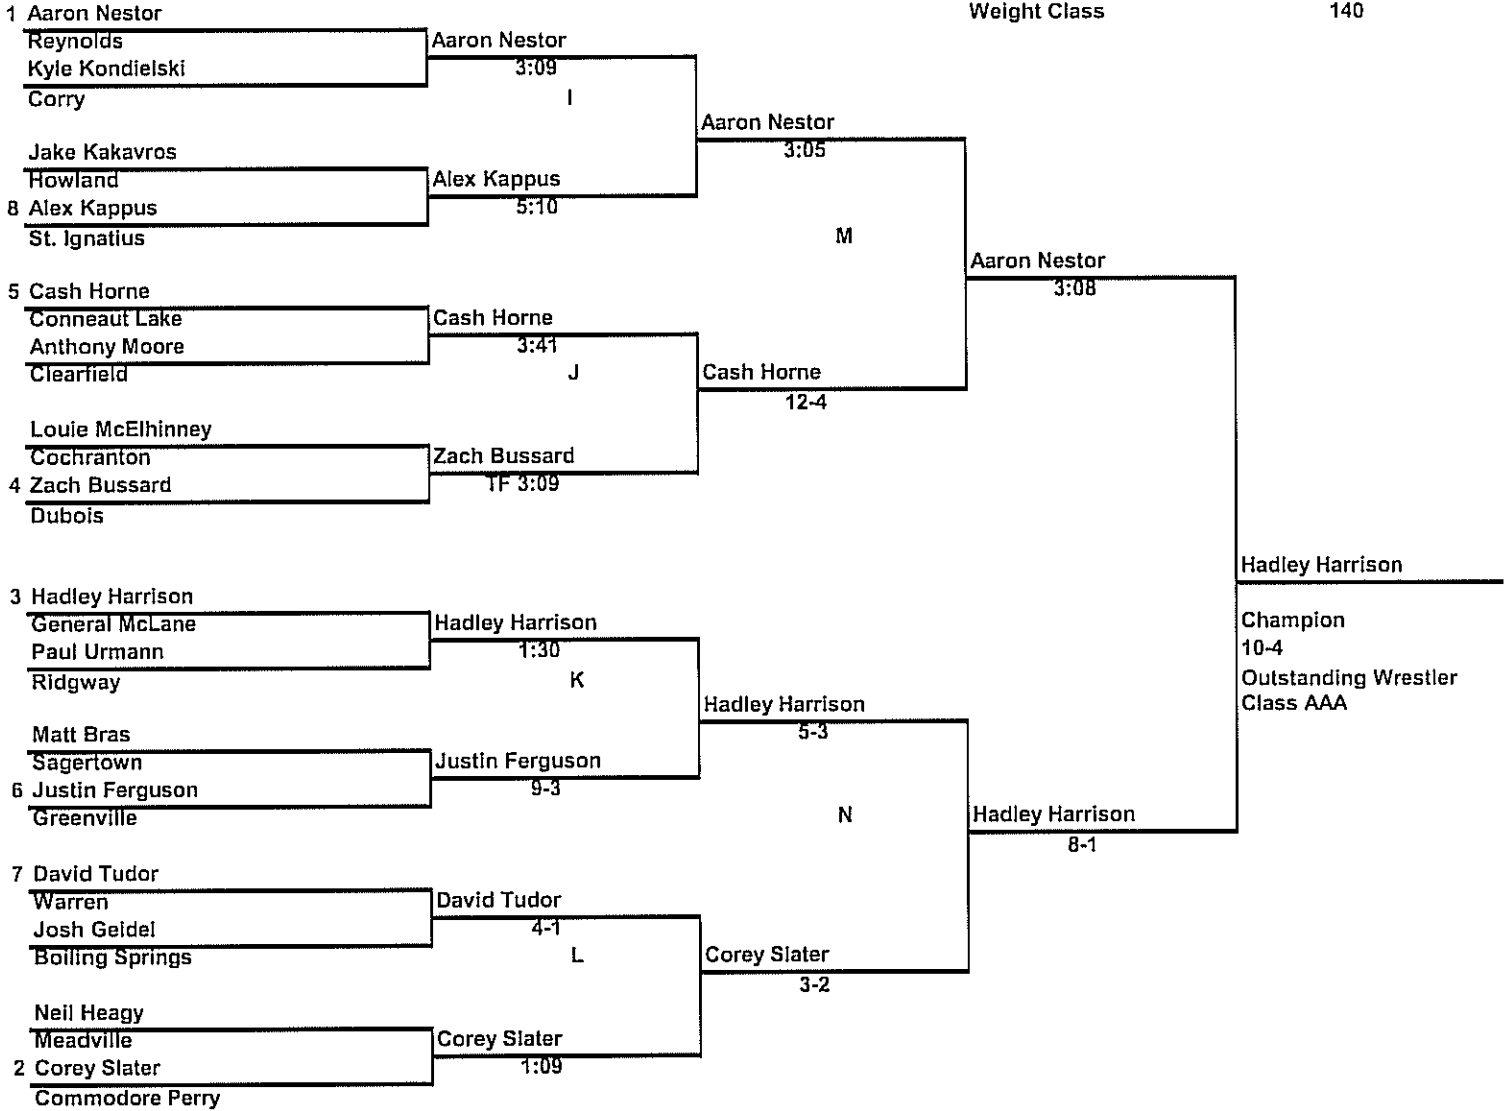 Weight Class 140
1 Aaron Nestor
Reynolds
Kyle Kondielski
Corry
Jake Kakavros
Howland
8 Alex Kappus
St. Ignatius
5 Cash Horne
Conneaut Lake
Anthony Moore
Clearfield
Louie McElhinney
Cochranton
4 Zach Bussard
Dubois
3 Hadley Harrison
General McLane
Paul Urmann
Ridgway
Matt Bras
Sagertown
6 Justin Ferguson
Greenville
7 David Tudor
Warren
Josh Geidel
Boiling Springs
Neil Heagy
Meadville
2 Corey Slater
Commodore Perry
Aaron Nestor
3:09
I
Alex Kappus
5:10
Cash Horne
3:41
J
Zach Bussard
TF 3:09
Hadley Harrison
1:30
K
Justin Ferguson
9-3
David Tudor
4-1
L
Corey Slater
1:09
Aaron Nestor
3:05
M
Cash Horne
12-4
Hadley Harrison
5-3
N
Corey Slater
3-2
Aaron Nestor
3:08
Hadley Harrison
8-1
Hadley Harrison
Champion
10-4
Outstanding Wrestler
Class AAA